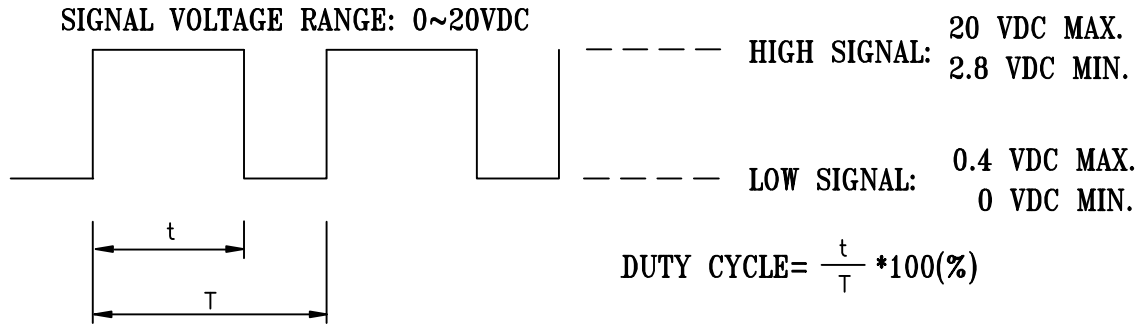 SIGNAL VOLTAGE RANGE: 0~20VDC
HIGH SIGNAL: 20 VDC MAX.
2.8 VDC MIN.
LOW SIGNAL: 0.4 VDC MAX.
0 VDC MIN.
t
T
DUTY CYCLE= t/T *100(%)